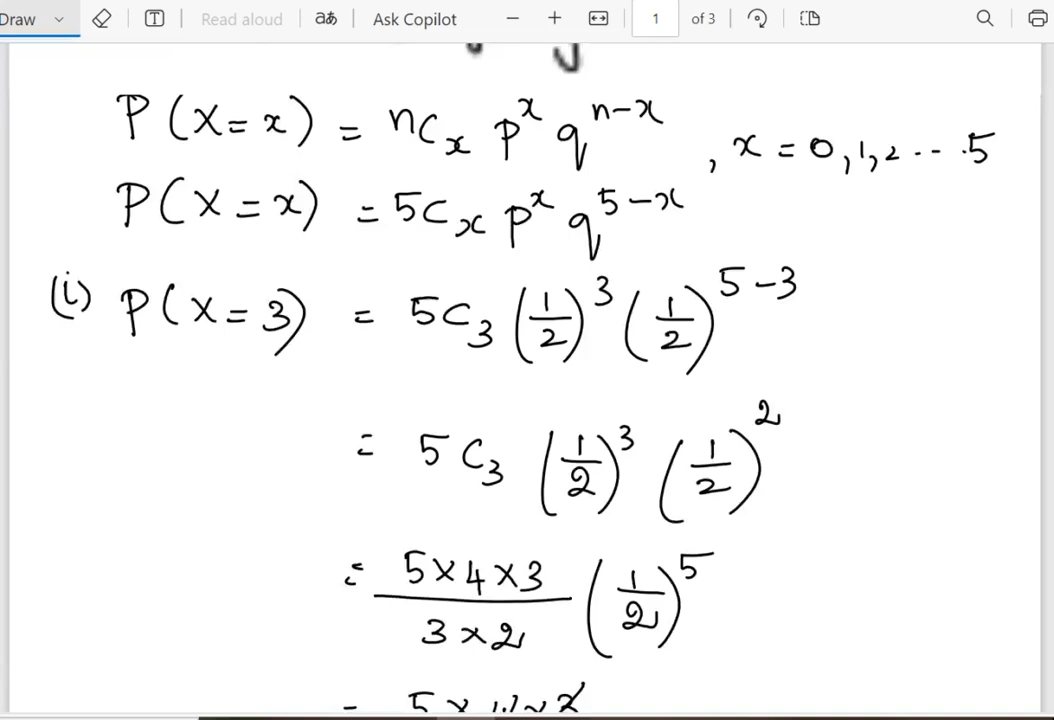 Draw Read aloud aあ Ask Copilot 1 of 3
P(X=x) = nCx p^x q^(n-x) , x = 0,1,2 -- .. 5
P(X=x) = 5Cx p^x q^(5-x)
(i) P(X=3) = 5C3 (1/2)^3 (1/2)^(5-3)
= 5C3 (1/2)^3 (1/2)^2
= 5×4×3 / 3×2 (1/2)^5